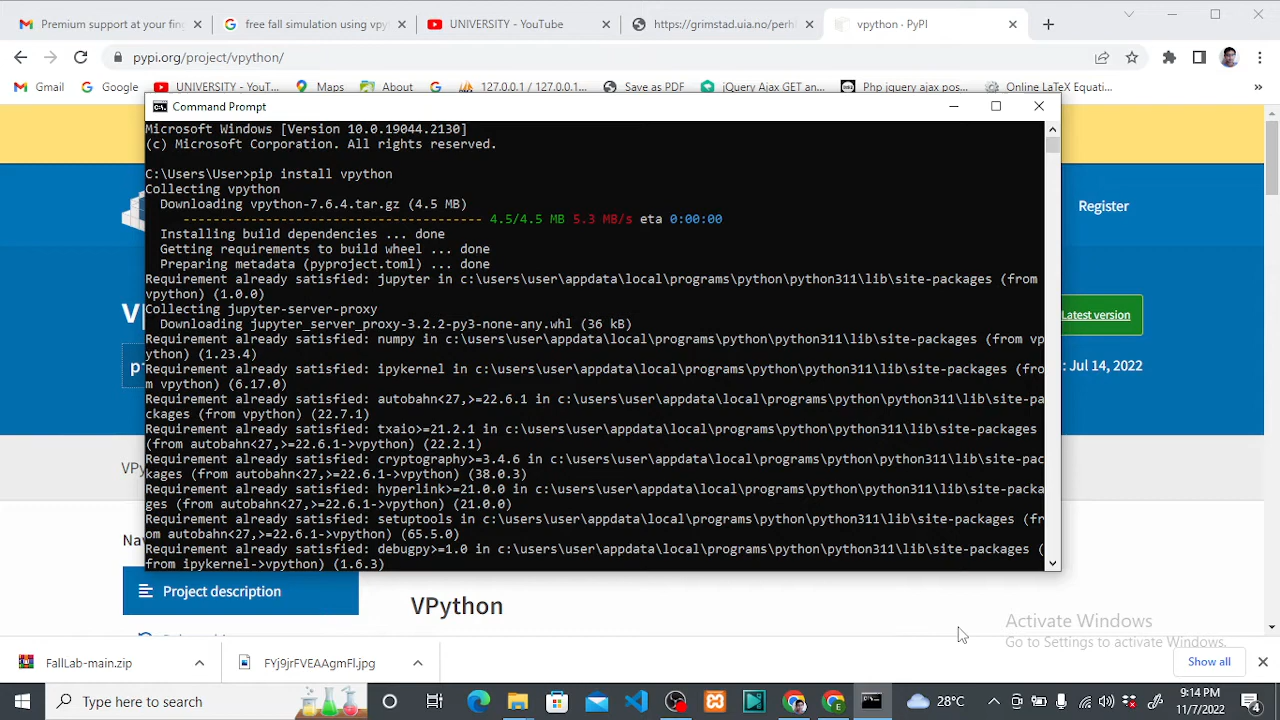 Premium support at your fin
free fall simulation using vpyt
UNIVERSITY - YouTube
https://grimstad.uia.no/perh
vpython · PyPI
pypi.org/project/vpython/
Gmail
Google
UNIVERSITY - YouT...
Maps
About
127.0.0.1 / 127.0.0....
Save as PDF
jQuery Ajax GET an...
Php jquery ajax po...
Online LaTeX Equati...
Command Prompt
Microsoft Windows [Version 10.0.19044.2130]
(c) Microsoft Corporation. All rights reserved.
C:\Users\User>pip install vpython
Collecting vpython
Downloading vpython-7.6.4.tar.gz (4.5 MB)
---------------------------------------- 4.5/4.5 MB 5.3 MB/s eta 0:00:00
Installing build dependencies ... done
Getting requirements to build wheel ... done
Preparing metadata (pyproject.toml) ... done
Requirement already satisfied: jupyter in c:\users\user\appdata\local\programs\python\python311\lib\site-packages (from
vpython) (1.0.0)
Collecting jupyter-server-proxy
Downloading jupyter_server_proxy-3.2.2-py3-none-any.whl (36 kB)
Requirement already satisfied: numpy in c:\users\user\appdata\local\programs\python\python311\lib\site-packages (from vp
ython) (1.23.4)
Requirement already satisfied: ipykernel in c:\users\user\appdata\local\programs\python\python311\lib\site-packages (fro
m vpython) (6.17.0)
Requirement already satisfied: autobahn<27,>=22.6.1 in c:\users\user\appdata\local\programs\python\python311\lib\site-pa
ckages (from vpython) (22.7.1)
Requirement already satisfied: txaio>=21.2.1 in c:\users\user\appdata\local\programs\python\python311\lib\site-packages
(from autobahn<27,>=22.6.1->vpython) (22.2.1)
Requirement already satisfied: cryptography>=3.4.6 in c:\users\user\appdata\local\programs\python\python311\lib\site-pac
kages (from autobahn<27,>=22.6.1->vpython) (38.0.3)
Requirement already satisfied: hyperlink>=21.0.0 in c:\users\user\appdata\local\programs\python\python311\lib\site-packa
ges (from autobahn<27,>=22.6.1->vpython) (21.0.0)
Requirement already satisfied: setuptools in c:\users\user\appdata\local\programs\python\python311\lib\site-packages (fr
om autobahn<27,>=22.6.1->vpython) (65.5.0)
Requirement already satisfied: debugpy>=1.0 in c:\users\user\appdata\local\programs\python\python311\lib\site-packages (
from ipykernel->vpython) (1.6.3)
Register
Latest version
: Jul 14, 2022
VPy
Nav
Project description
VPython
Activate Windows
Go to Settings to activate Windows.
FallLab-main.zip
FYj9jrFVEAAgmFl.jpg
Show all
Type here to search
28°C
9:14 PM
11/7/2022
4